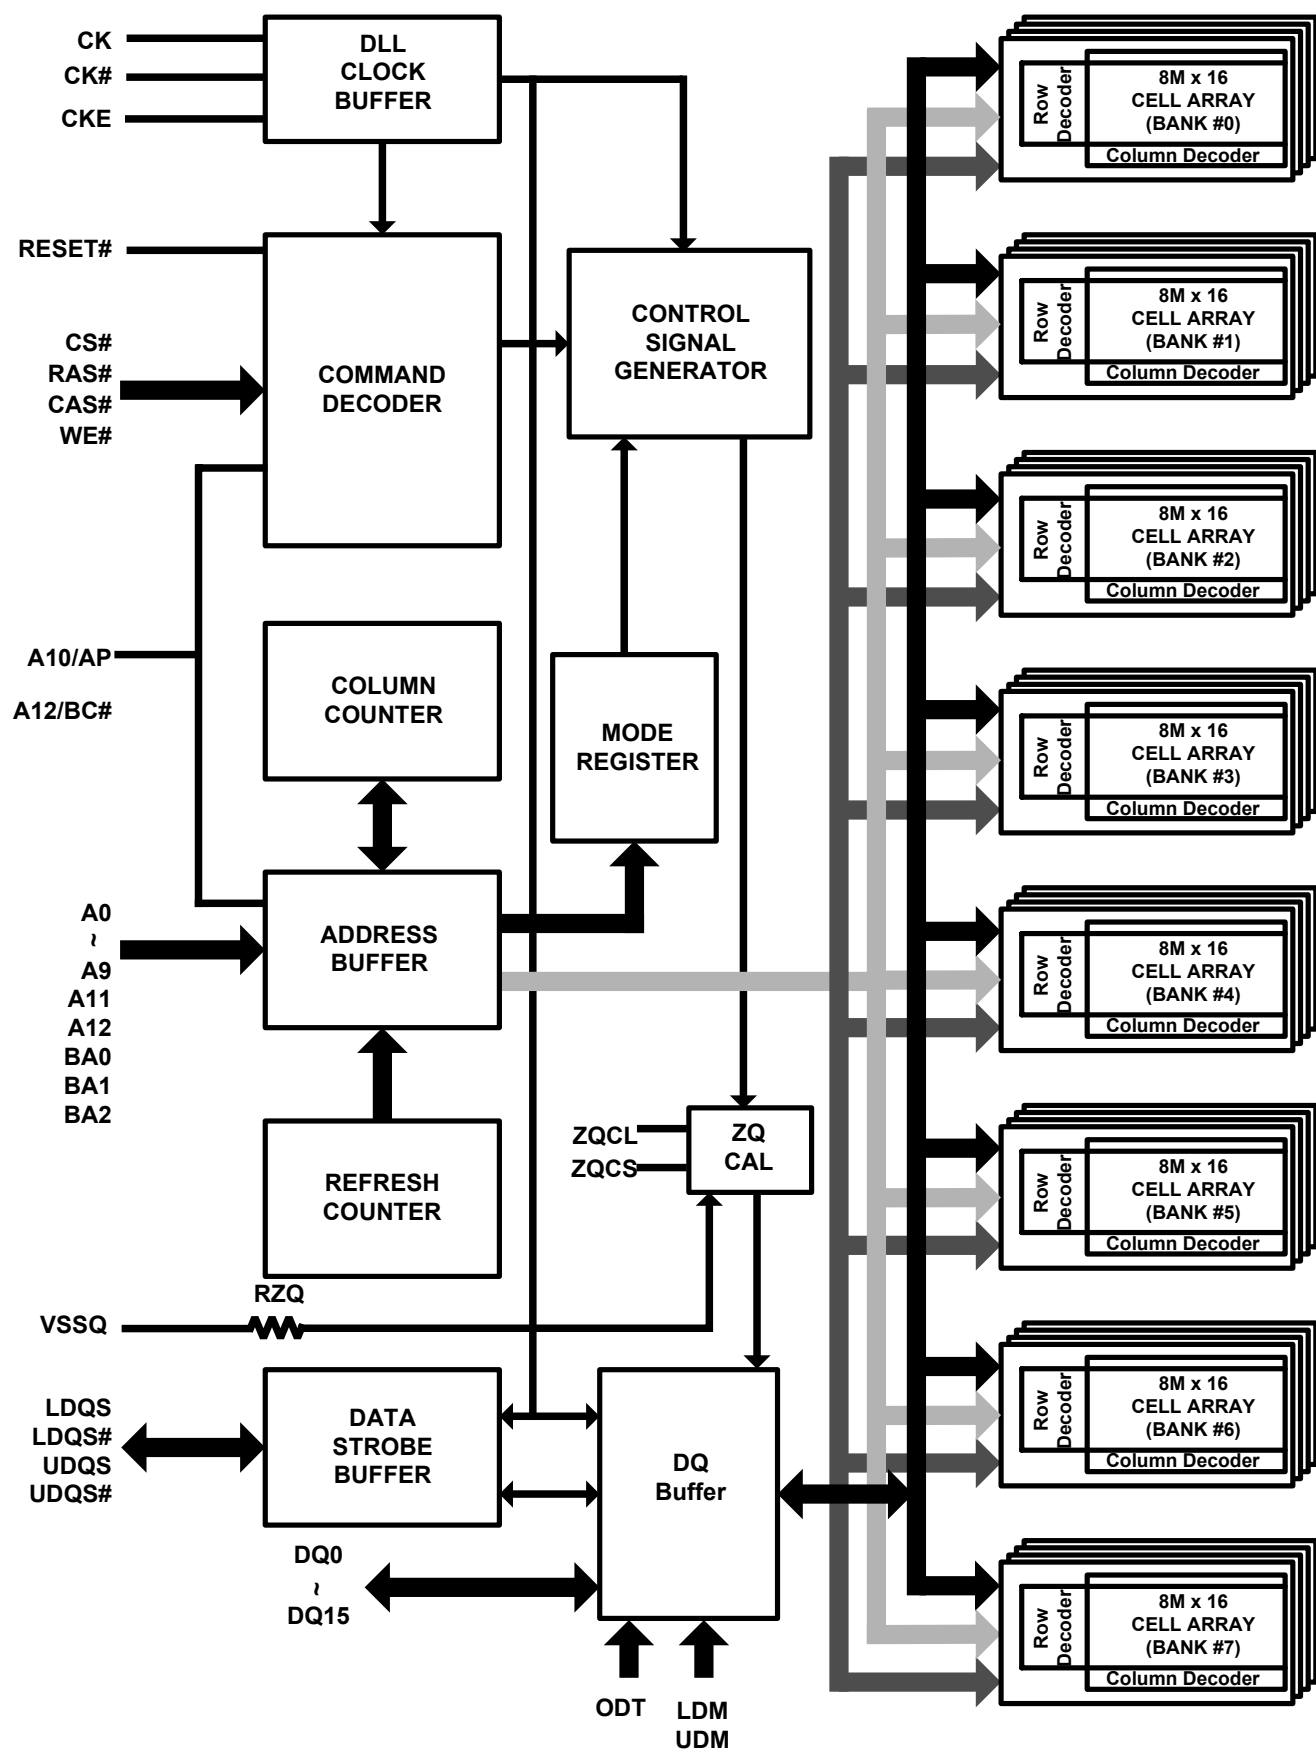 CK
CK#
CKE
DLL
CLOCK
BUFFER
RESET#
CS#
RAS#
CAS#
WE#
COMMAND
DECODER
CONTROL
SIGNAL
GENERATOR
A10/AP
A12/BC#
COLUMN
COUNTER
MODE
REGISTER
A0
~
A9
A11
A12
BA0
BA1
BA2
ADDRESS
BUFFER
REFRESH
COUNTER
ZQCL
ZQCS
ZQ
CAL
RZQ
VSSQ
LDQS
LDQS#
UDQS
UDQS#
DATA
STROBE
BUFFER
DQ
Buffer
DQ0
~
DQ15
ODT
LDM
UDM
Row
Decoder
8M x 16
CELL ARRAY
(BANK #0)
Column Decoder
Row
Decoder
8M x 16
CELL ARRAY
(BANK #1)
Column Decoder
Row
Decoder
8M x 16
CELL ARRAY
(BANK #2)
Column Decoder
Row
Decoder
8M x 16
CELL ARRAY
(BANK #3)
Column Decoder
Row
Decoder
8M x 16
CELL ARRAY
(BANK #4)
Column Decoder
Row
Decoder
8M x 16
CELL ARRAY
(BANK #5)
Column Decoder
Row
Decoder
8M x 16
CELL ARRAY
(BANK #6)
Column Decoder
Row
Decoder
8M x 16
CELL ARRAY
(BANK #7)
Column Decoder